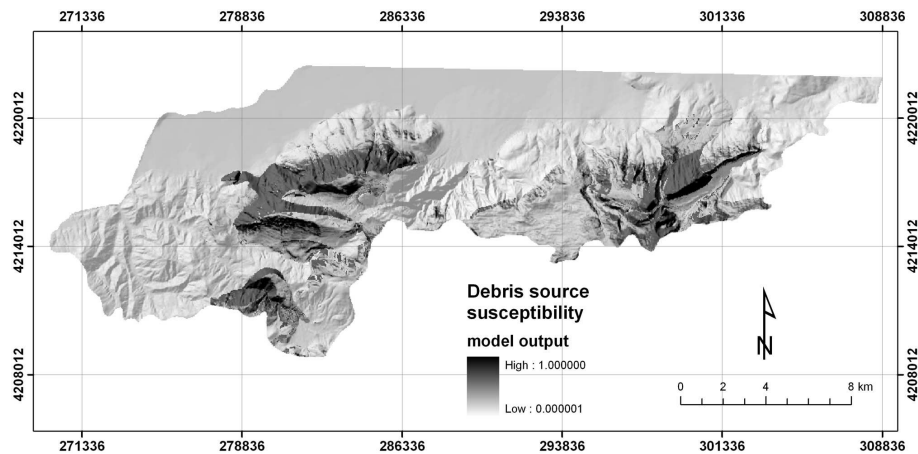 271336 278836 286336 293836 301336 308836
4220012 4220012
4214012 4214012
4208012 4208012
Debris source
susceptibility
model output
High : 1.000000
Low : 0.000001
N
0 2 4 8 km
271336 278836 286336 293836 301336 308836